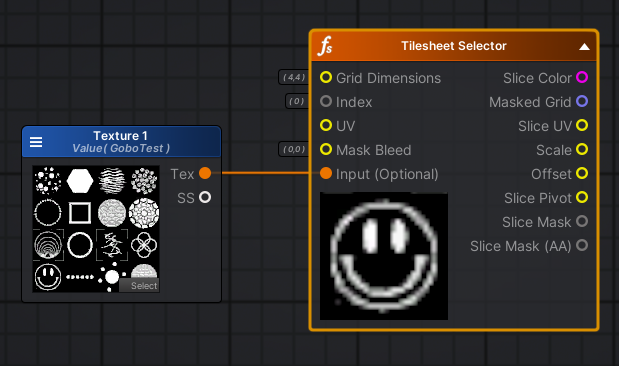 fs
Tilesheet Selector
(4,4)
Grid Dimensions
Slice Color
(0)
Index
Masked Grid
UV
Slice UV
(0,0)
Mask Bleed
Scale
Input (Optional)
Offset
Slice Pivot
Slice Mask
Slice Mask (AA)
Texture 1
Value( GoboTest )
Tex
SS
Select